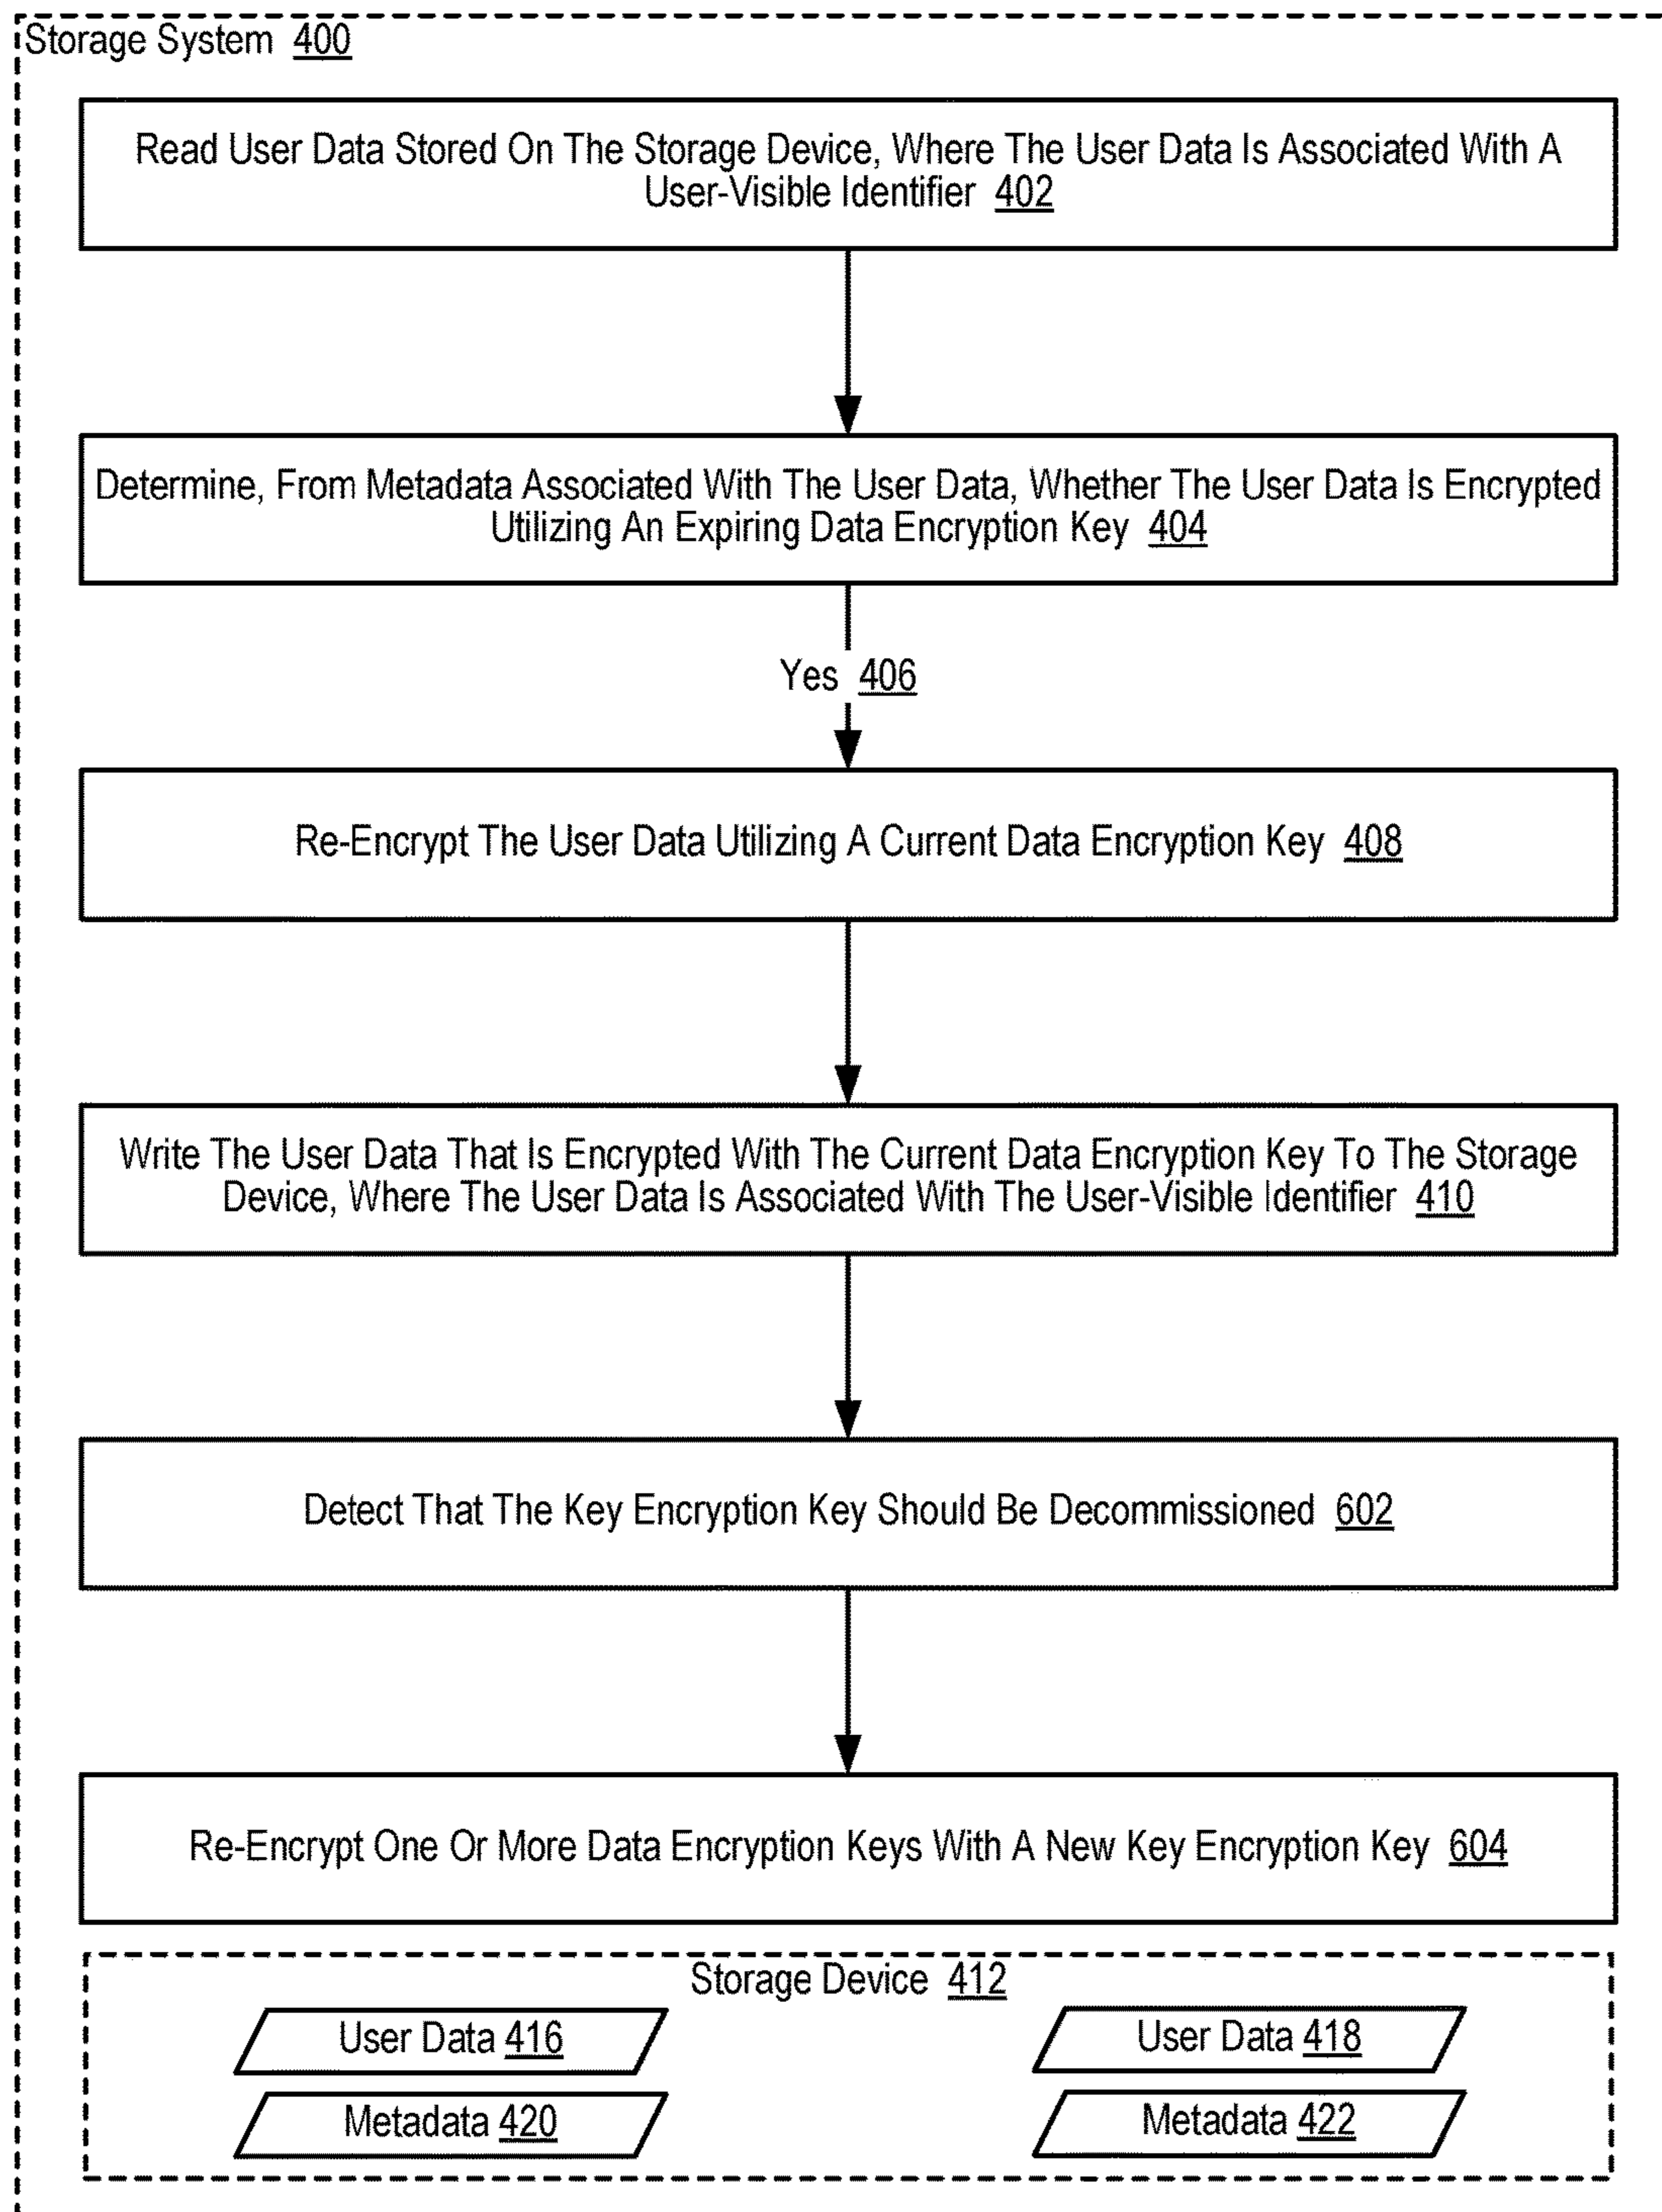 Storage System 400
Read User Data Stored On The Storage Device, Where The User Data Is Associated With A
User-Visible Identifier 402
Determine, From Metadata Associated With The User Data, Whether The User Data Is Encrypted
Utilizing An Expiring Data Encryption Key 404
Yes 406
Re-Encrypt The User Data Utilizing A Current Data Encryption Key 408
Write The User Data That Is Encrypted With The Current Data Encryption Key To The Storage
Device, Where The User Data Is Associated With The User-Visible Identifier 410
Detect That The Key Encryption Key Should Be Decommissioned 602
Re-Encrypt One Or More Data Encryption Keys With A New Key Encryption Key 604
Storage Device 412
User Data 416
User Data 418
Metadata 420
Metadata 422